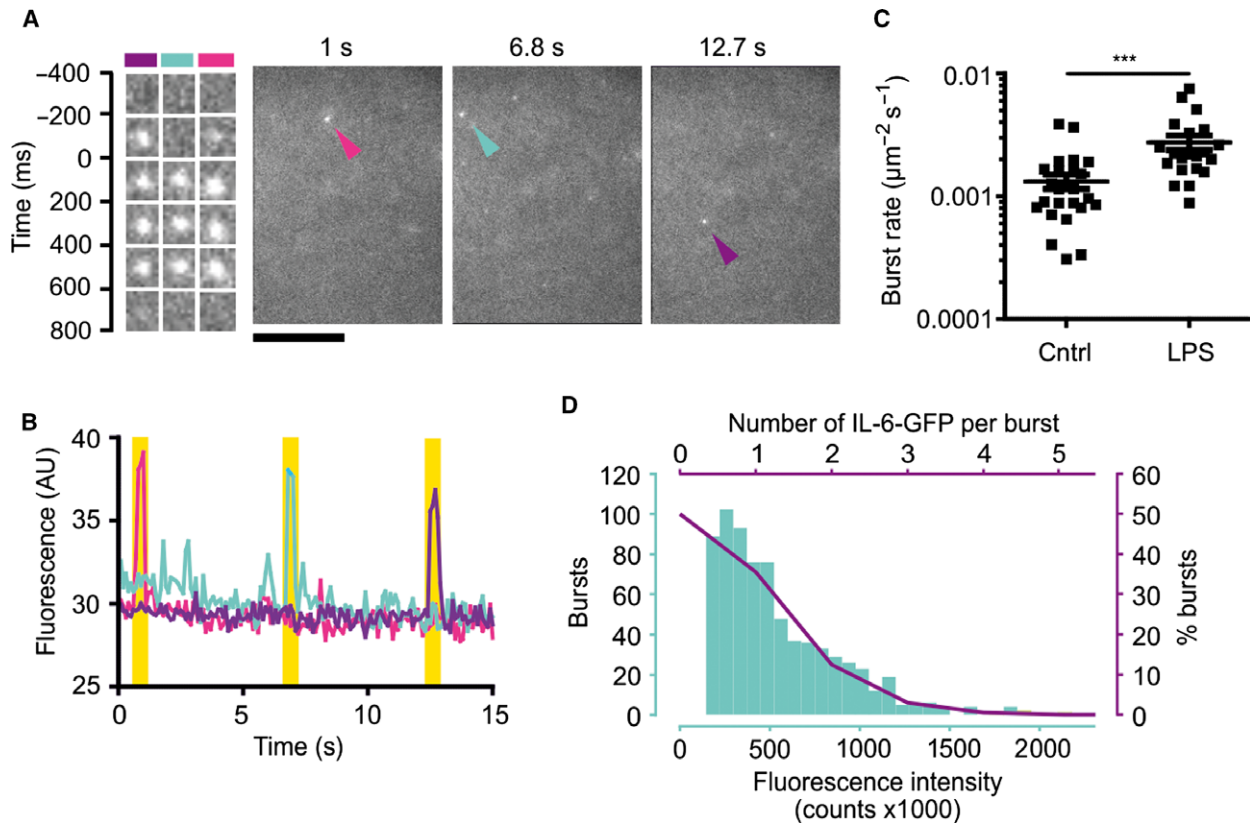 A
1 s
6.8 s
12.7 s
Time (ms)
−400
−200
0
200
400
600
800
B
Fluorescence (AU)
40
35
30
25
0
5
10
15
Time (s)
C
***
Burst rate (µm⁻² s⁻¹)
0.01
0.001
0.0001
Cntrl
LPS
D
Number of IL-6-GFP per burst
0
1
2
3
4
5
Bursts
120
100
80
60
40
20
0
% bursts
60
50
40
30
20
10
0
0
500
1000
1500
2000
Fluorescence intensity
(counts x1000)